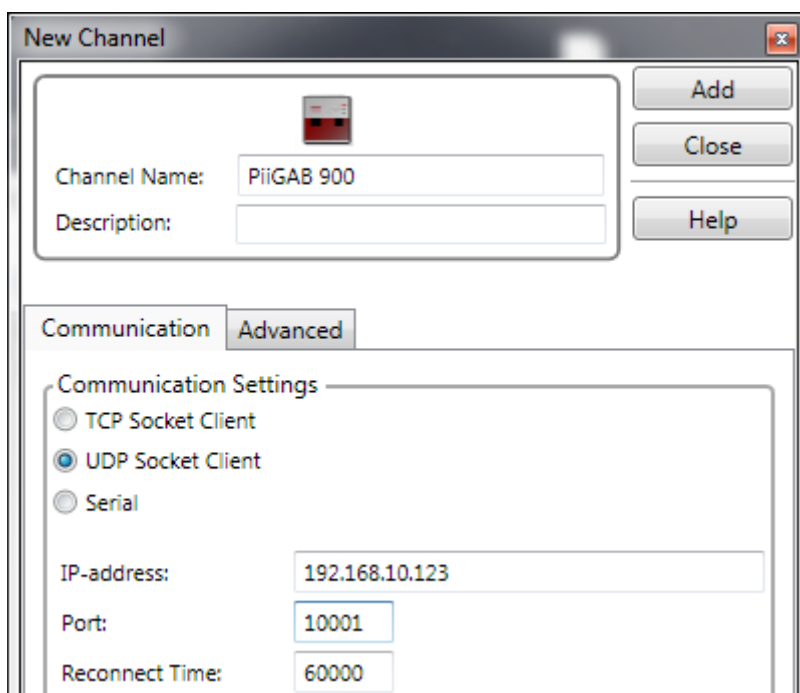 New Channel
Add
Close
Channel Name: PiiGAB 900
Description:
Help
Communication Advanced
Communication Settings
TCP Socket Client
UDP Socket Client
Serial
IP-address: 192.168.10.123
Port: 10001
Reconnect Time: 60000